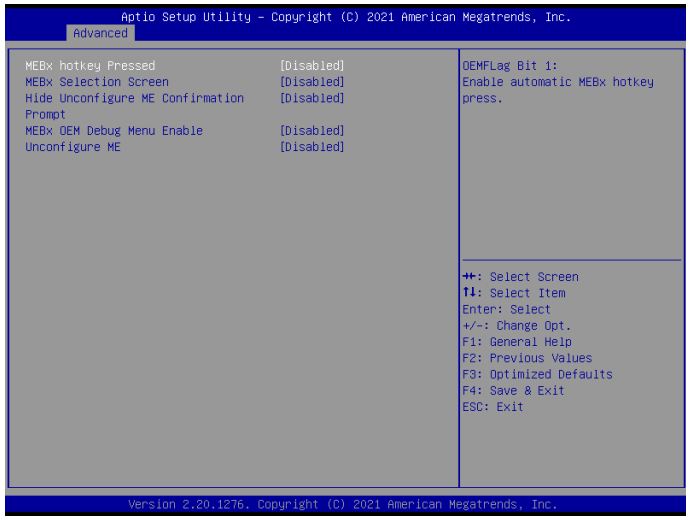 Aptio Setup Utility – Copyright (C) 2021 American Megatrends, Inc.
Advanced
MEBx hotkey Pressed [Disabled]
MEBx Selection Screen [Disabled]
Hide Unconfigure ME Confirmation [Disabled]
Prompt
MEBx OEM Debug Menu Enable [Disabled]
Unconfigure ME [Disabled]
OEMFLag Bit 1:
Enable automatic MEBx hotkey
press.
→←: Select Screen
↑↓: Select Item
Enter: Select
+/-: Change Opt.
F1: General Help
F2: Previous Values
F3: Optimized Defaults
F4: Save & Exit
ESC: Exit
Version 2.20.1276. Copyright (C) 2021 American Megatrends, Inc.